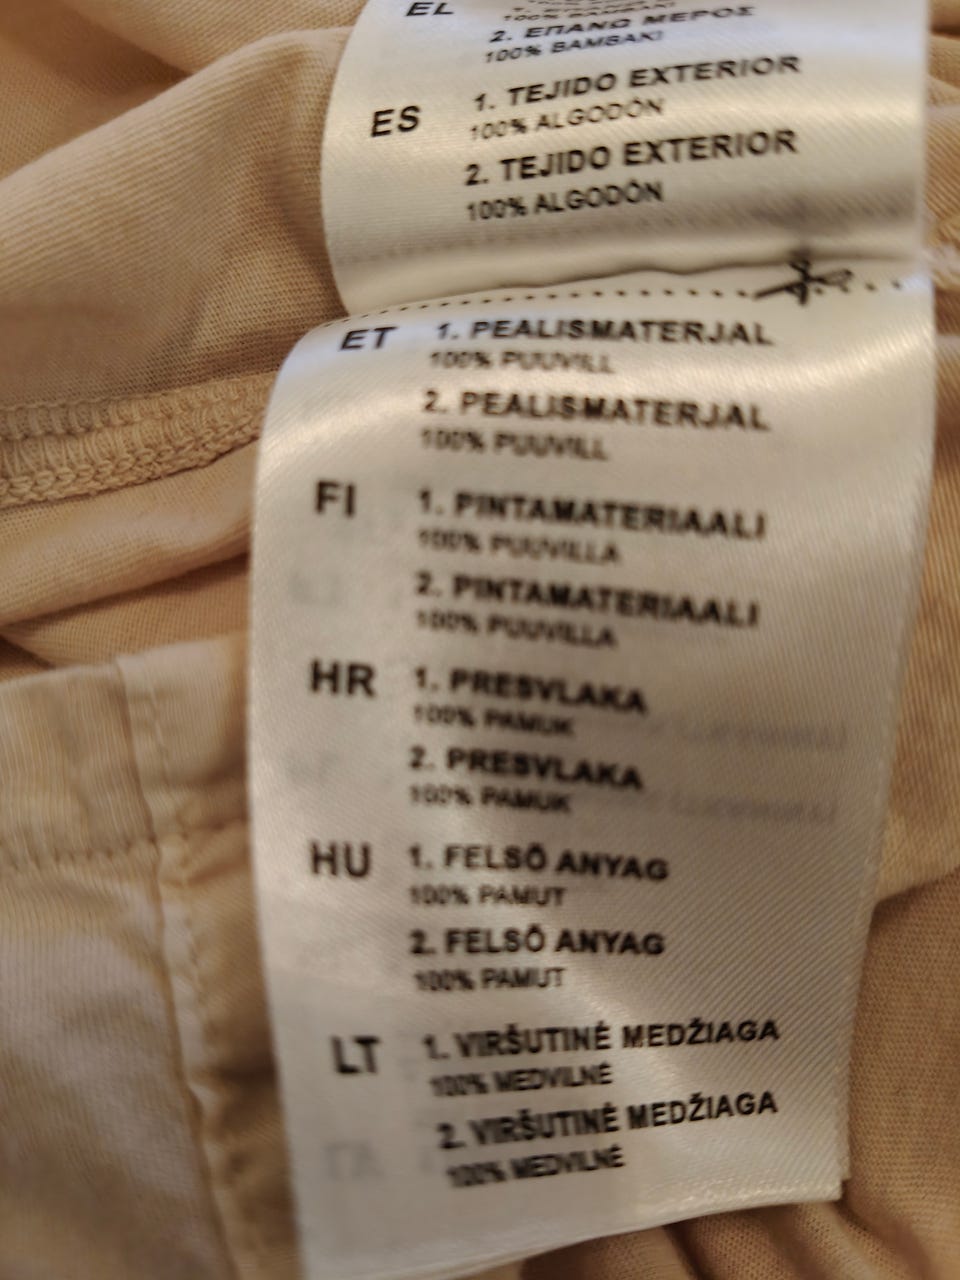 EL
100% ΒΑΜΒΑΚΙ
2. ΕΠΑΝΩ ΜΕΡΟΣ
100% ΒΑΜΒΑΚΙ
ES 1. TEJIDO EXTERIOR
100% ALGODÓN
2. TEJIDO EXTERIOR
100% ALGODÓN
ET 1. PEALISMATERJAL
100% PUUVILL
2. PEALISMATERJAL
100% PUUVILL
FI 1. PINTAMATERIAALI
100% PUUVILLA
2. PINTAMATERIAALI
100% PUUVILLA
HR 1. PRESVLAKA
100% PAMUK
2. PRESVLAKA
100% PAMUK
HU 1. FELSŐ ANYAG
100% PAMUT
2. FELSŐ ANYAG
100% PAMUT
LT 1. VIRŠUTINĖ MEDŽIAGA
100% MEDVILNĖ
2. VIRŠUTINĖ MEDŽIAGA
100% MEDVILNĖ